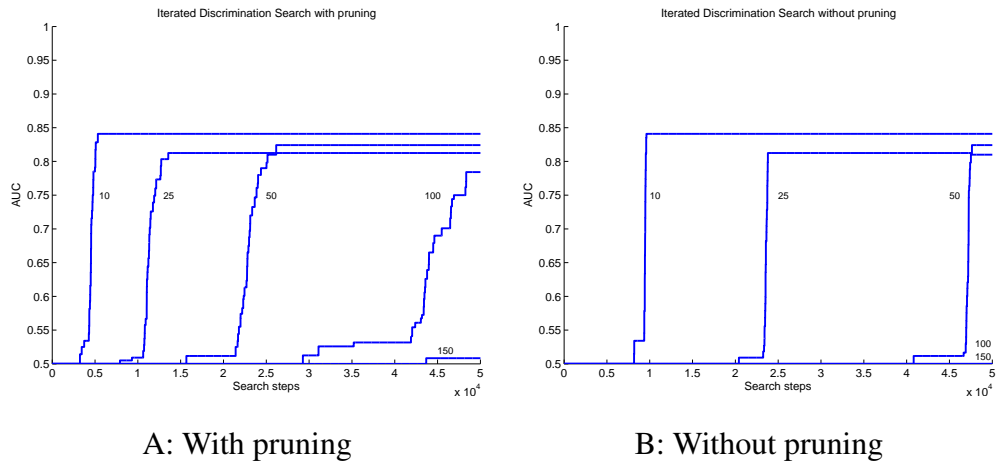 Iterated Discrimination Search with pruning
1
0.95
0.9
0.85
0.8
0.75
0.7
0.65
0.6
0.55
0.5
AUC
10
25
50
100
150
0 0.5 1 1.5 2 2.5 3 3.5 4 4.5 5
Search steps
x 10^4
A: With pruning
Iterated Discrimination Search without pruning
1
0.95
0.9
0.85
0.8
0.75
0.7
0.65
0.6
0.55
0.5
AUC
10
25
50
100
150
0 0.5 1 1.5 2 2.5 3 3.5 4 4.5 5
Search steps
x 10^4
B: Without pruning